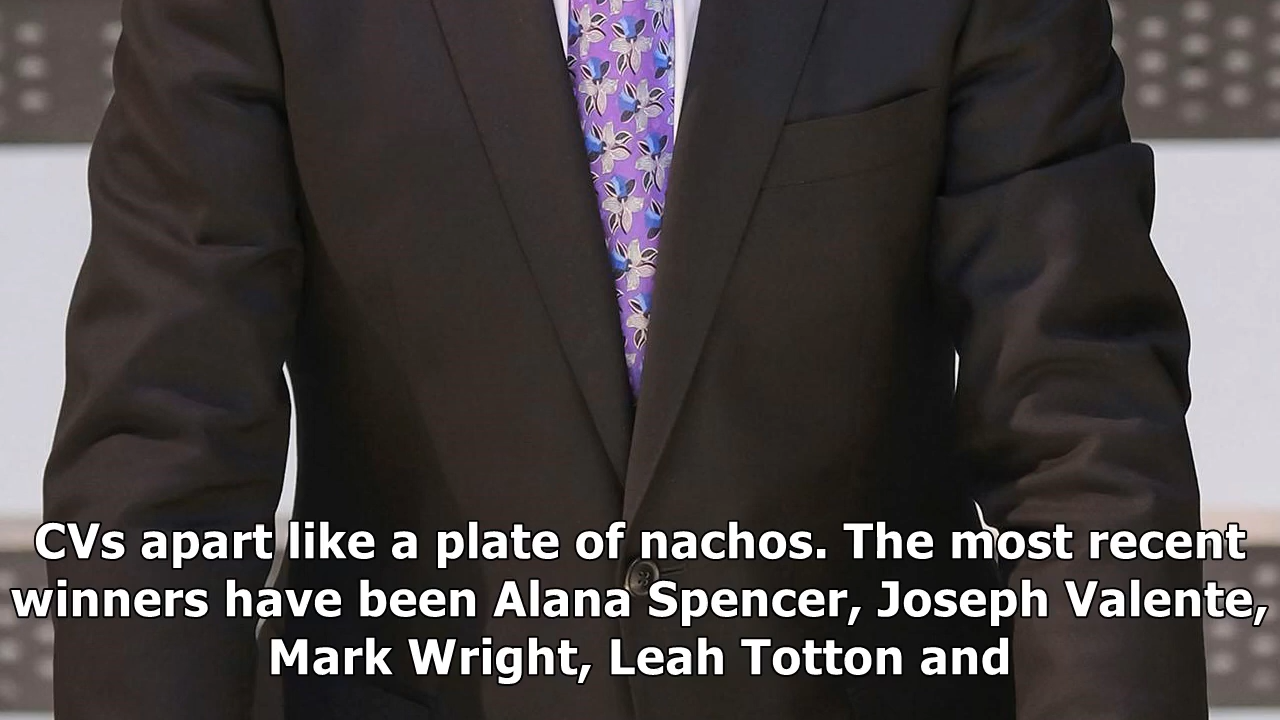 CVs apart like a plate of nachos. The most recent
winners have been Alana Spencer, Joseph Valente,
Mark Wright, Leah Totton and